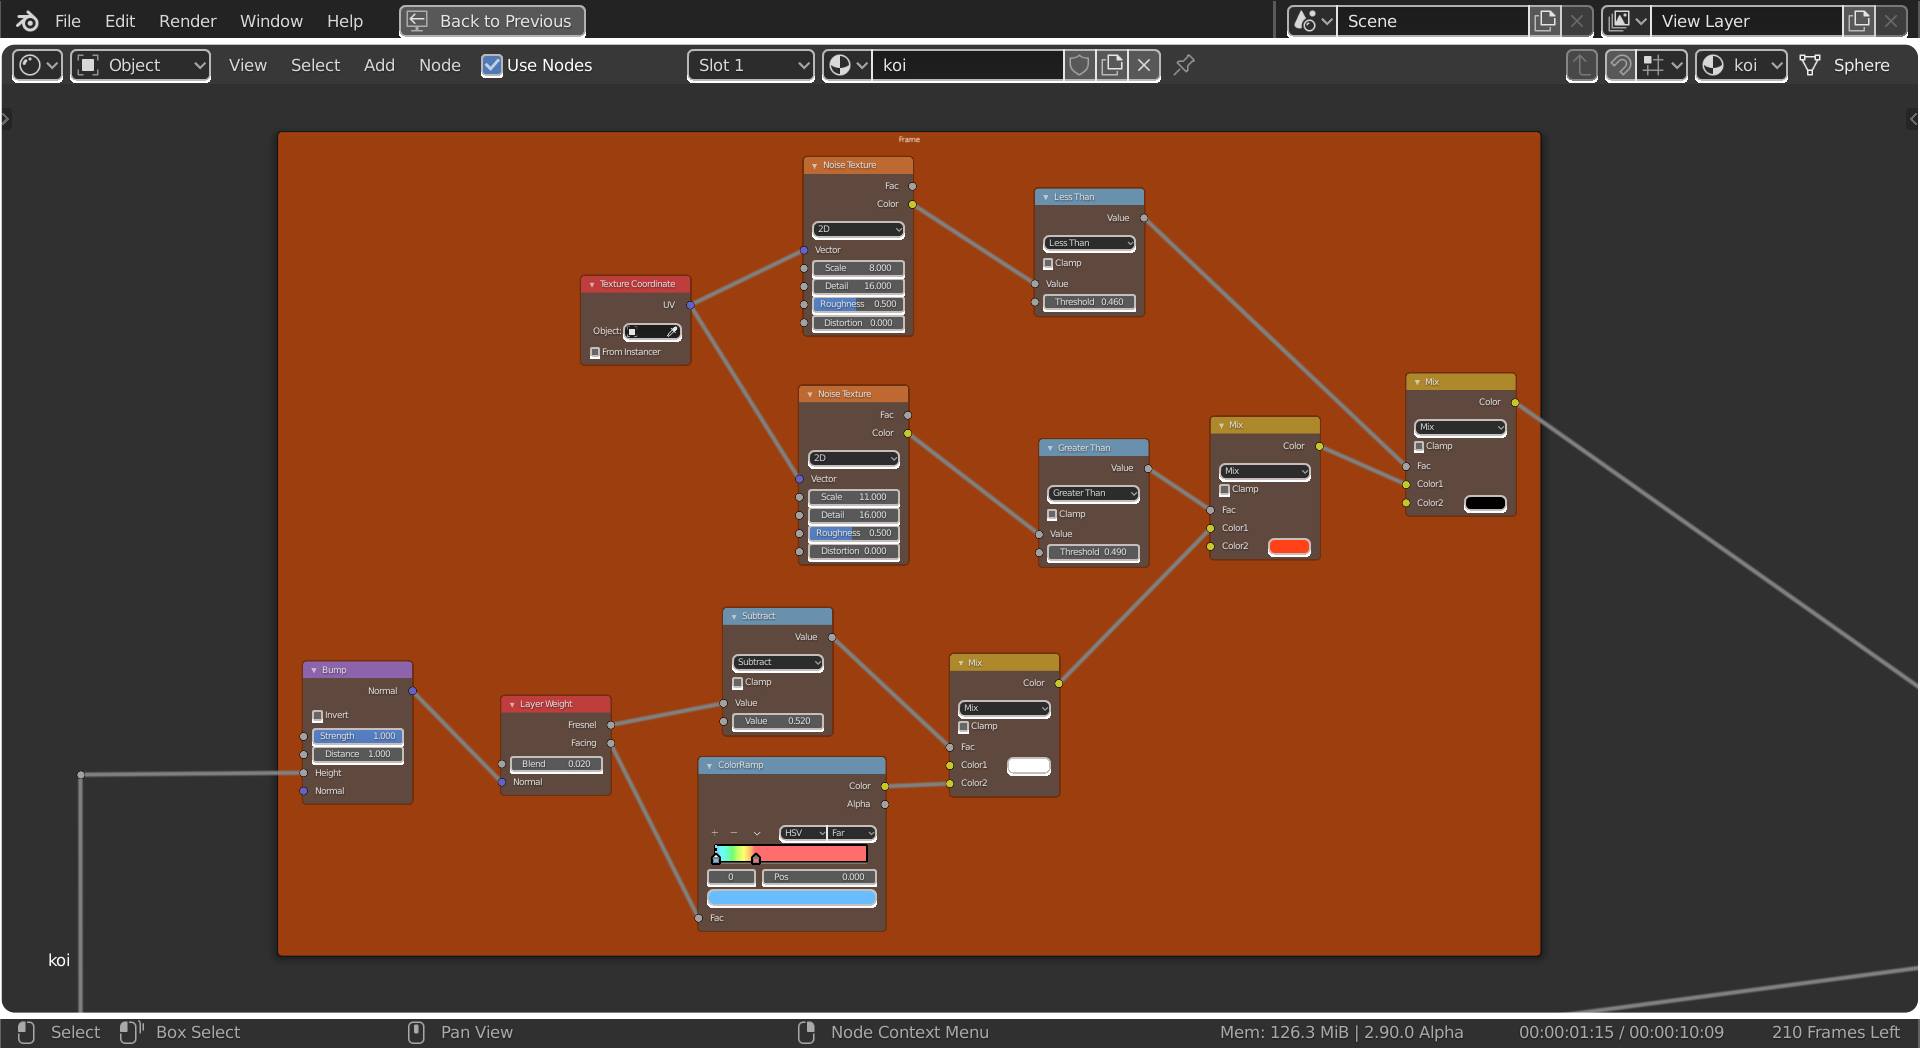 File Edit Render Window Help Back to Previous Scene View Layer
Object View Select Add Node Use Nodes Slot 1 koi koi Sphere
Frame
Noise Texture
Fac
Color
2D
Vector
Scale 8.000
Detail 16.000
Roughness 0.500
Distortion 0.000
Less Than
Value
Less Than
Clamp
Value
Threshold 0.460
Texture Coordinate
UV
Object:
From Instancer
Noise Texture
Fac
Color
2D
Vector
Scale 11.000
Detail 16.000
Roughness 0.500
Distortion 0.000
Greater Than
Value
Greater Than
Clamp
Value
Threshold 0.490
Mix
Color
Mix
Clamp
Fac
Color1
Color2
Mix
Color
Mix
Clamp
Fac
Color1
Color2
Bump
Normal
Invert
Strength 1.000
Distance 1.000
Height
Normal
Layer Weight
Fresnel
Facing
Blend 0.020
Normal
Subtract
Value
Subtract
Clamp
Value
Value 0.520
ColorRamp
Color
Alpha
HSV Far
0 Pos 0.000
Fac
Mix
Color
Mix
Clamp
Fac
Color1
Color2
koi
Select Box Select Pan View Node Context Menu Mem: 126.3 MiB | 2.90.0 Alpha 00:00:01:15 / 00:00:10:09 210 Frames Left